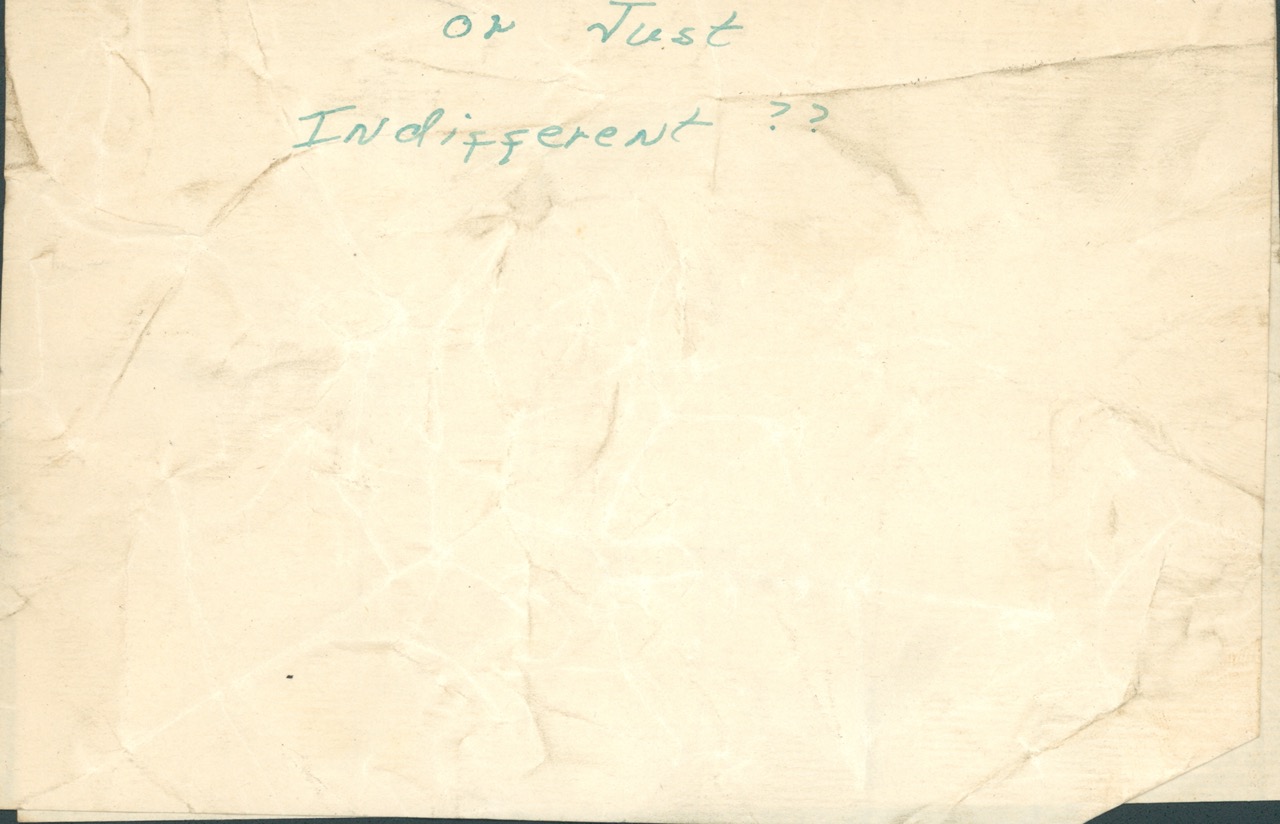 or Just
Indifferent ??